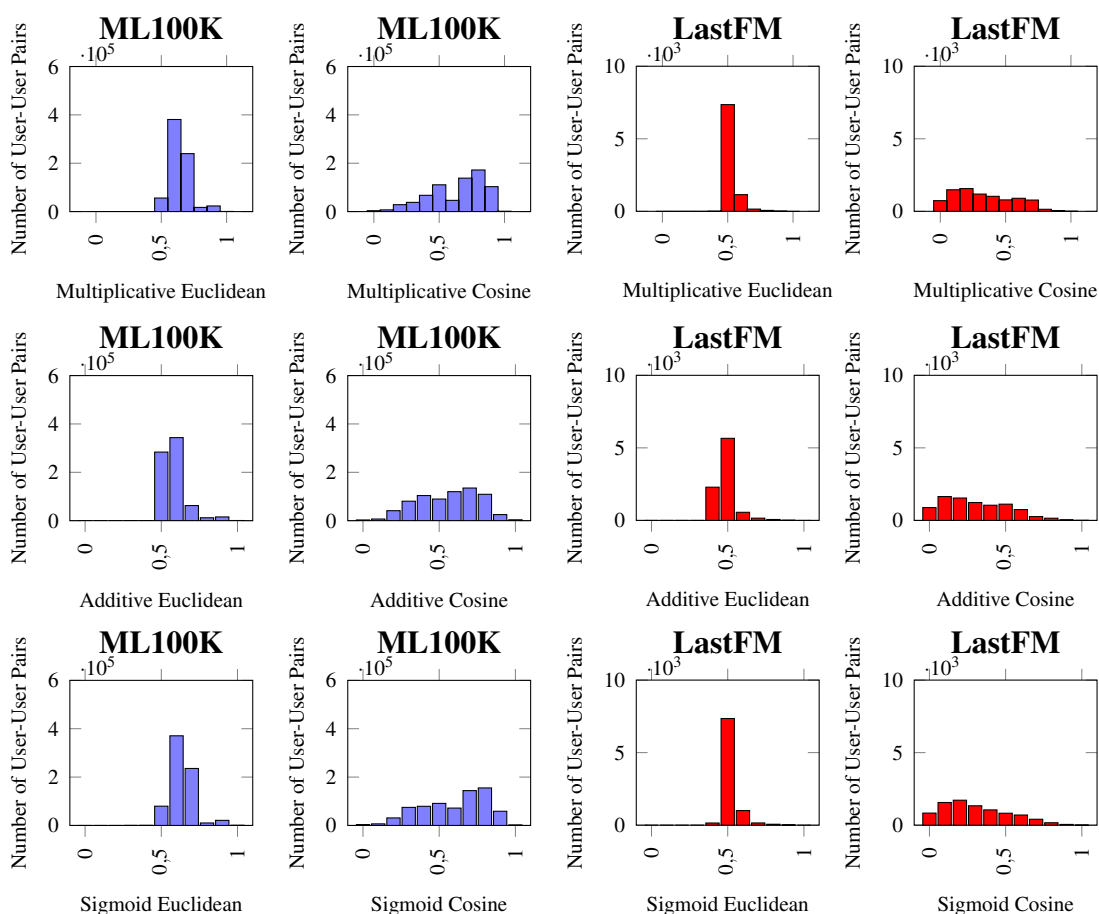 ML100K ML100K LastFM LastFM
Number of User-User Pairs Number of User-User Pairs Number of User-User Pairs Number of User-User Pairs
·10^5 ·10^5 ·10^3 ·10^3
6 6 10 10
4 4
2 2 5 5
0 0 0 0
0 0,5 1 0 0,5 1 0 0,5 1 0 0,5 1
Multiplicative Euclidean Multiplicative Cosine Multiplicative Euclidean Multiplicative Cosine
ML100K ML100K LastFM LastFM
Number of User-User Pairs Number of User-User Pairs Number of User-User Pairs Number of User-User Pairs
·10^5 ·10^5 ·10^3 ·10^3
6 6 10 10
4 4
2 2 5 5
0 0 0 0
0 0,5 1 0 0,5 1 0 0,5 1 0 0,5 1
Additive Euclidean Additive Cosine Additive Euclidean Additive Cosine
ML100K ML100K LastFM LastFM
Number of User-User Pairs Number of User-User Pairs Number of User-User Pairs Number of User-User Pairs
·10^5 ·10^5 ·10^3 ·10^3
6 6 10 10
4 4
2 2 5 5
0 0 0 0
0 0,5 1 0 0,5 1 0 0,5 1 0 0,5 1
Sigmoid Euclidean Sigmoid Cosine Sigmoid Euclidean Sigmoid Cosine